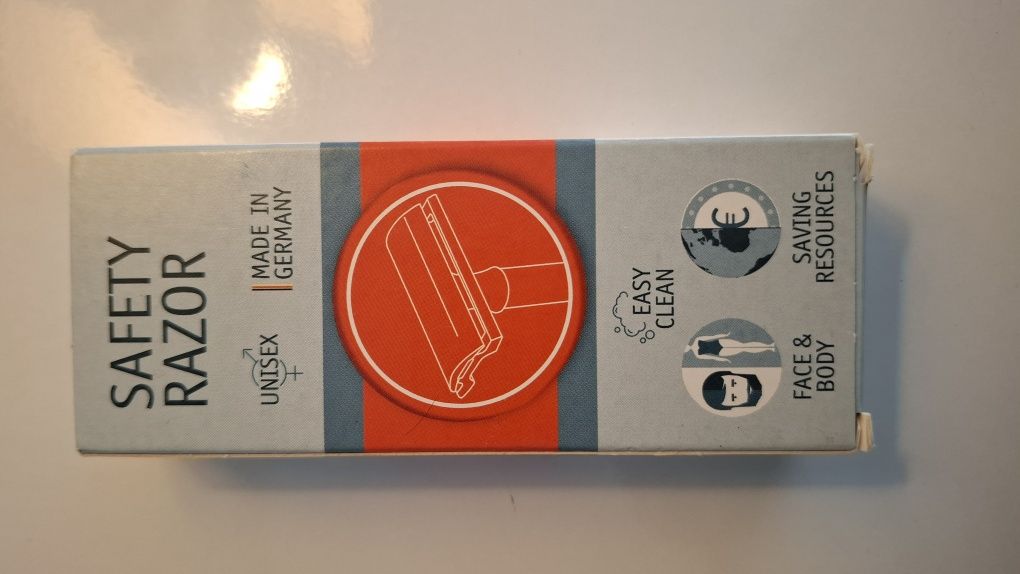 SAFETY
RAZOR
UNISEX
MADE IN
GERMANY
EASY
CLEAN
FACE &
BODY
€
SAVING
RESOURCES